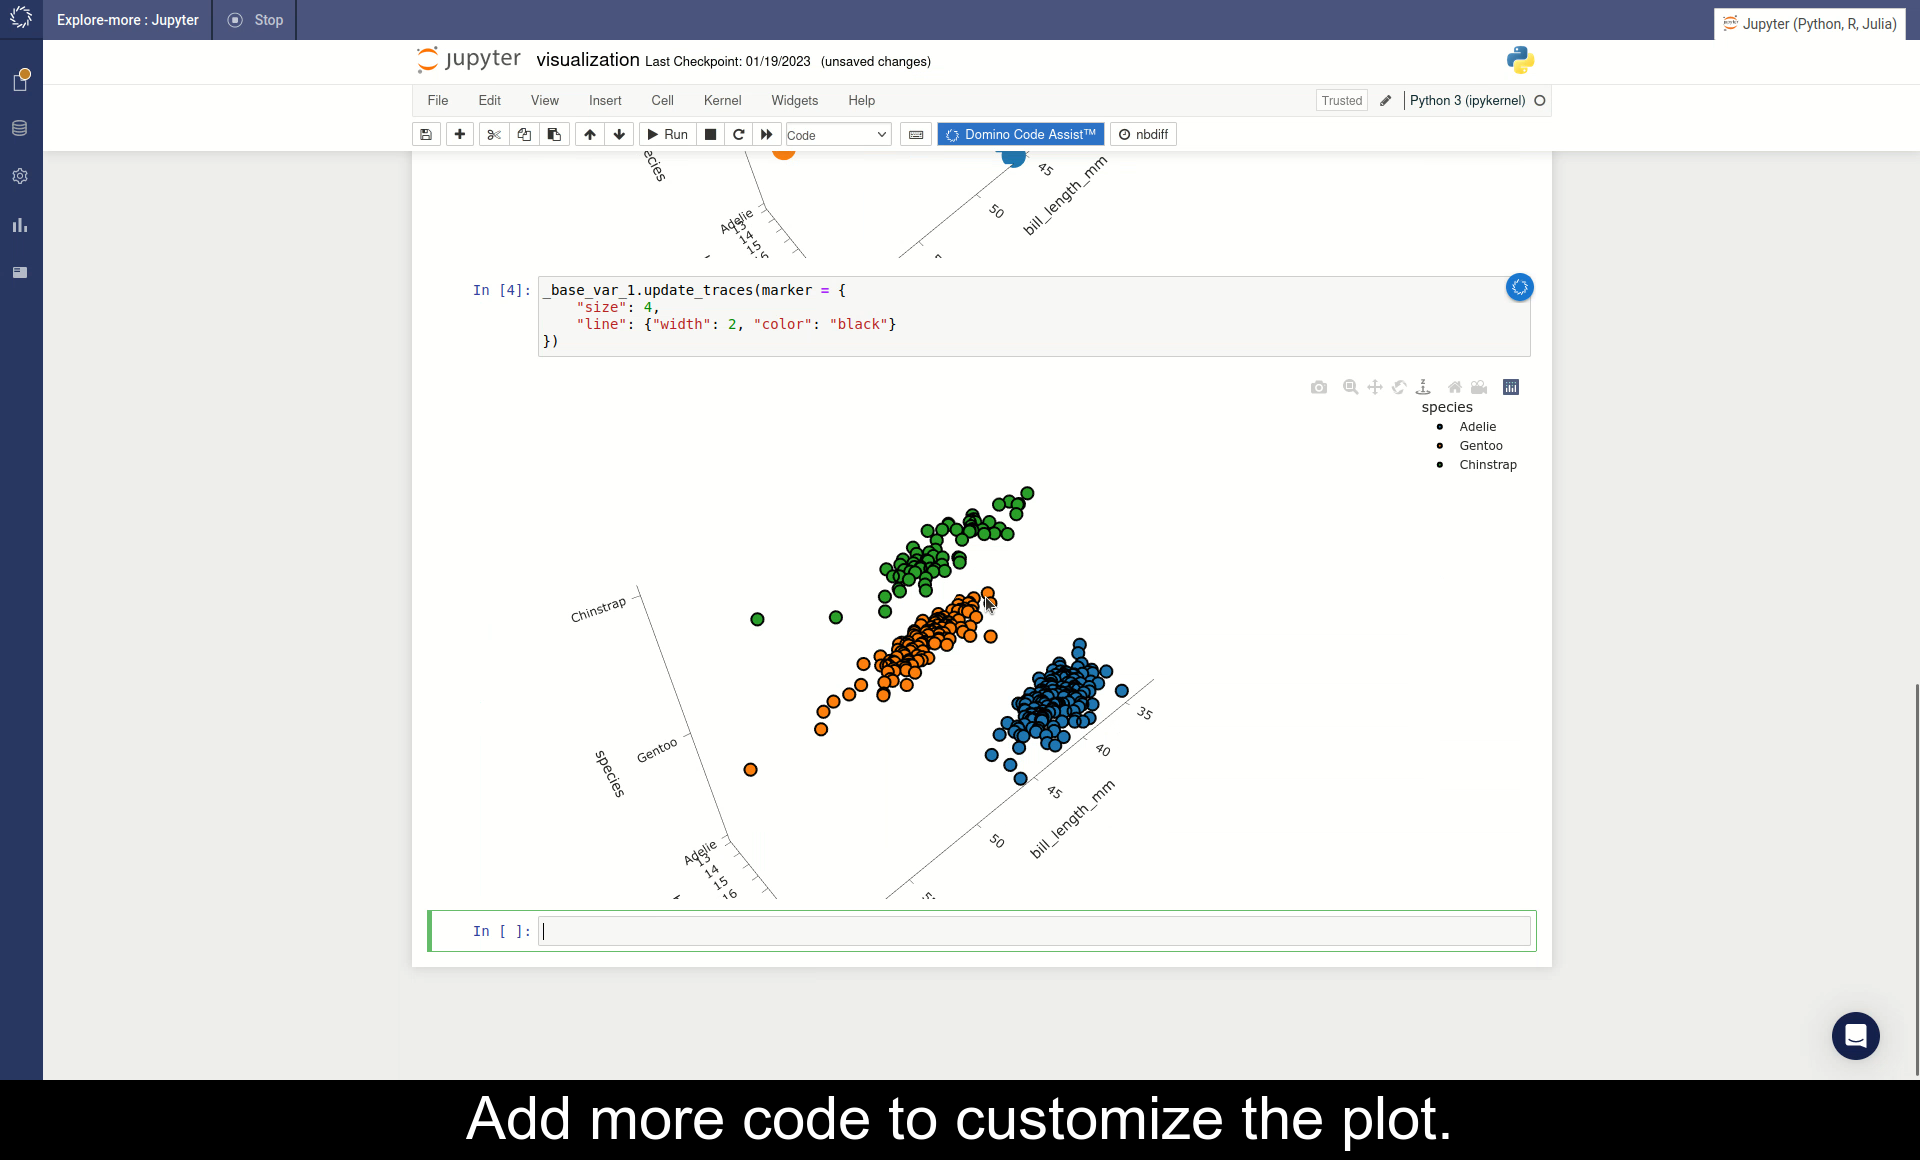 Explore-more : Jupyter
Stop
Jupyter (Python, R, Julia)
jupyter visualization Last Checkpoint: 01/19/2023 (unsaved changes)
File Edit View Insert Cell Kernel Widgets Help
Trusted
Python 3 (ipykernel)
Run
Code
Domino Code Assist™
nbdiff
ecies
Adelie
13
14
15
45
50
bill_length_mm
In [4]:
_base_var_1.update_traces(marker = {
    "size": 4,
    "line": {"width": 2, "color": "black"}
})
species
Adelie
Gentoo
Chinstrap
Chinstrap
Gentoo
Adelie
species
13
14
15
16
35
40
45
50
bill_length_mm
In [ ]:
Add more code to customize the plot.